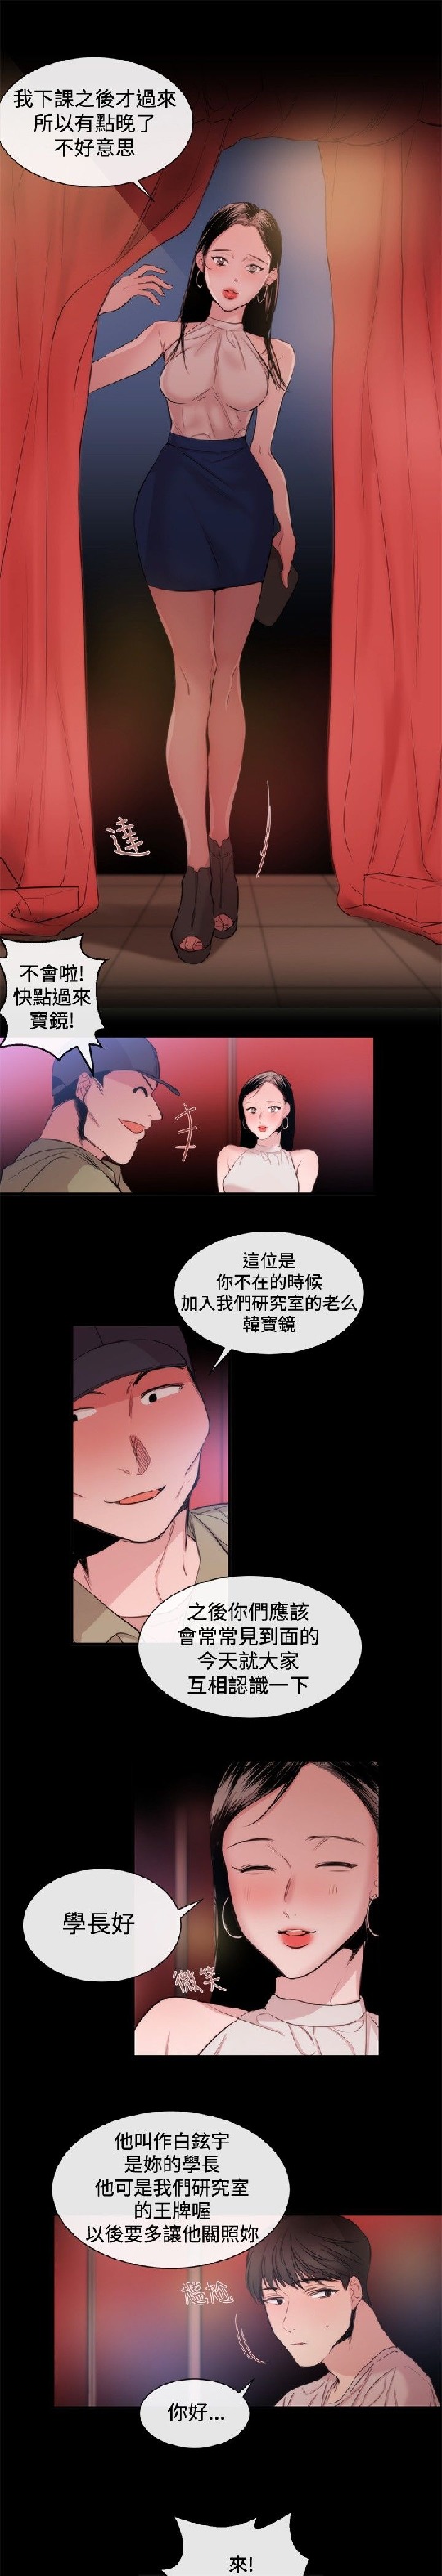 我下課之後才過來
所以有點晚了
不好意思
達
不會啦!
快點過來
寶鏡!
這位是
你不在的時候
加入我們研究室的老么
韓寶鏡
之後你們應該
會常常見到面的
今天就大家
互相認識一下
學長好
微笑
他叫作白鉉宇
是妳的學長
他可是我們研究室
的王牌喔
以後要多讓他關照妳
尷尬
你好...
來!